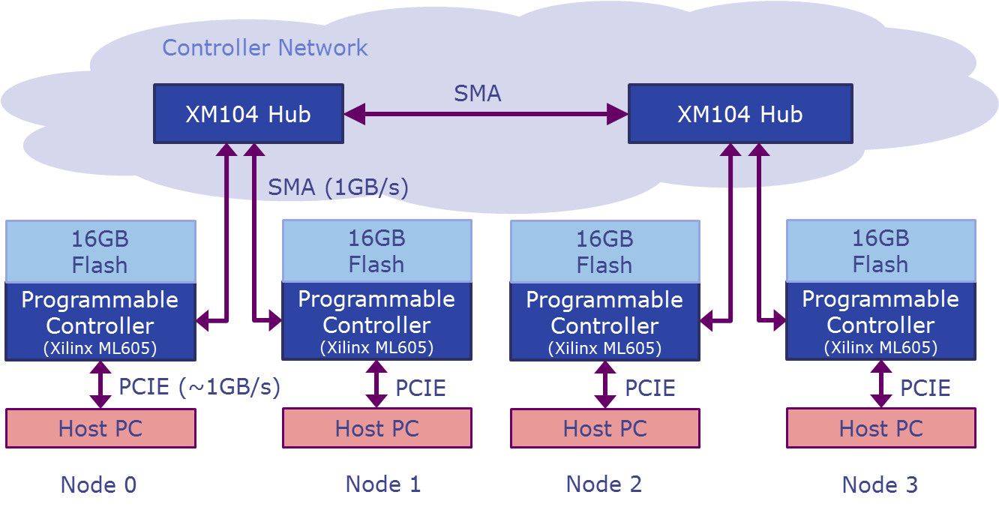 Controller Network
XM104 Hub
SMA
XM104 Hub
SMA (1GB/s)
16GB
Flash
Programmable
Controller
(Xilinx ML605)
16GB
Flash
Programmable
Controller
(Xilinx ML605)
16GB
Flash
Programmable
Controller
(Xilinx ML605)
16GB
Flash
Programmable
Controller
(Xilinx ML605)
PCIE (~1GB/s)
PCIE
PCIE
PCIE
Host PC
Host PC
Host PC
Host PC
Node 0
Node 1
Node 2
Node 3